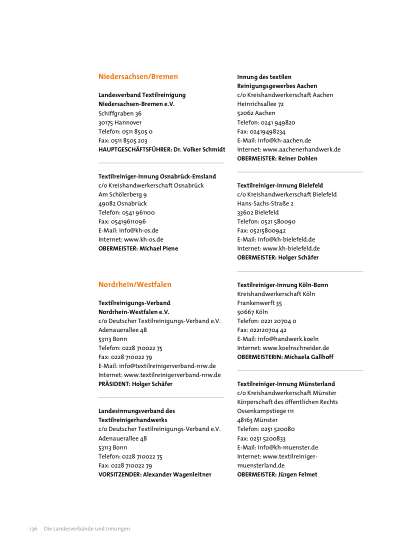 Niedersachsen/Bremen
Landesverband Textilreinigung
Niedersachsen-Bremen e.V.
Schiffgraben 36
30175 Hannover
Telefon: 0511 8505 0
Fax: 0511 8505 203
HAUPTGESCHÄFTSFÜHRER: Dr. Volker Schmidt
Textilreiniger-Innung Osnabrück-Emsland
c/o Kreishandwerkerschaft Osnabrück
Am Schölerberg 9
49082 Osnabrück
Telefon: 0541 961100
Fax: 05419611096
E-Mail: info@kh-os.de
Internet: www.kh-os.de
OBERMEISTER: Michael Piene
Nordrhein/Westfalen
Textilreinigungs-Verband
Nordrhein-Westfalen e.V.
c/o Deutscher Textilreinigungs-Verband e.V.
Adenauerallee 48
53113 Bonn
Telefon: 0228 710022 75
Fax: 0228 710022 79
E-Mail: info@textilreinigerverband-nrw.de
Internet: www.textilreinigerverband-nrw.de
PRÄSIDENT: Holger Schäfer
Landesinnungsverband des
Textilreinigerhandwerks
c/o Deutscher Textilreinigungs-Verband e.V.
Adenauerallee 48
53113 Bonn
Telefon: 0228 710022 75
Fax: 0228 710022 79
VORSITZENDER: Alexander Wagenleitner
Innung des textilen
Reinigungsgewerbes Aachen
c/o Kreishandwerkerschaft Aachen
Heinrichsallee 72
52062 Aachen
Telefon: 0241 949820
Fax: 02419498234
E-Mail: info@kh-aachen.de
Internet: www.aachenerhandwerk.de
OBERMEISTER: Reiner Dohlen
Textilreiniger-Innung Bielefeld
c/o Kreishandwerkerschaft Bielefeld
Hans-Sachs-Straße 2
33602 Bielefeld
Telefon: 0521 580090
Fax: 05215800942
E-Mail: info@kh-bielefeld.de
Internet: www.kh-bielefeld.de
OBERMEISTER: Holger Schäfer
Textilreiniger-Innung Köln-Bonn
Kreishandwerkerschaft Köln
Frankenwerft 35
50667 Köln
Telefon: 0221 20704 0
Fax: 022120704 42
E-Mail: info@handwerk.koeln
Internet: www.koelnschneider.de
OBERMEISTERIN: Michaela Gallhoff
Textilreiniger-Innung Münsterland
c/o Kreishandwerkerschaft Münster
Körperschaft des öffentlichen Rechts
Ossenkampstiege 111
48163 Münster
Telefon: 0251 520080
Fax: 0251 5200833
E-Mail: info@kh-muenster.de
Internet: www.textilreiniger-
muensterland.de
OBERMEISTER: Jürgen Felmet
136 Die Landesverbände und Innungen